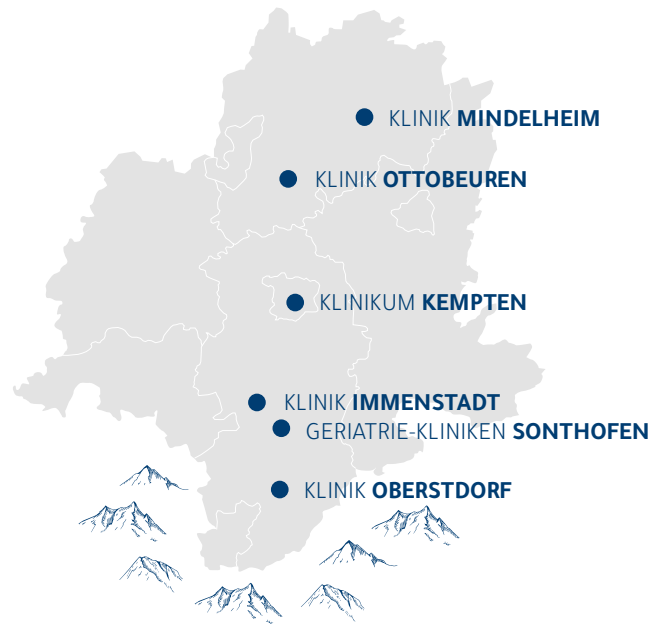 KLINIK MINDELHEIM
KLINIK OTTOBEUREN
KLINIKUM KEMPTEN
KLINIK IMMENSTADT
GERIATRIE-KLINIKEN SONTHOFEN
KLINIK OBERSTDORF